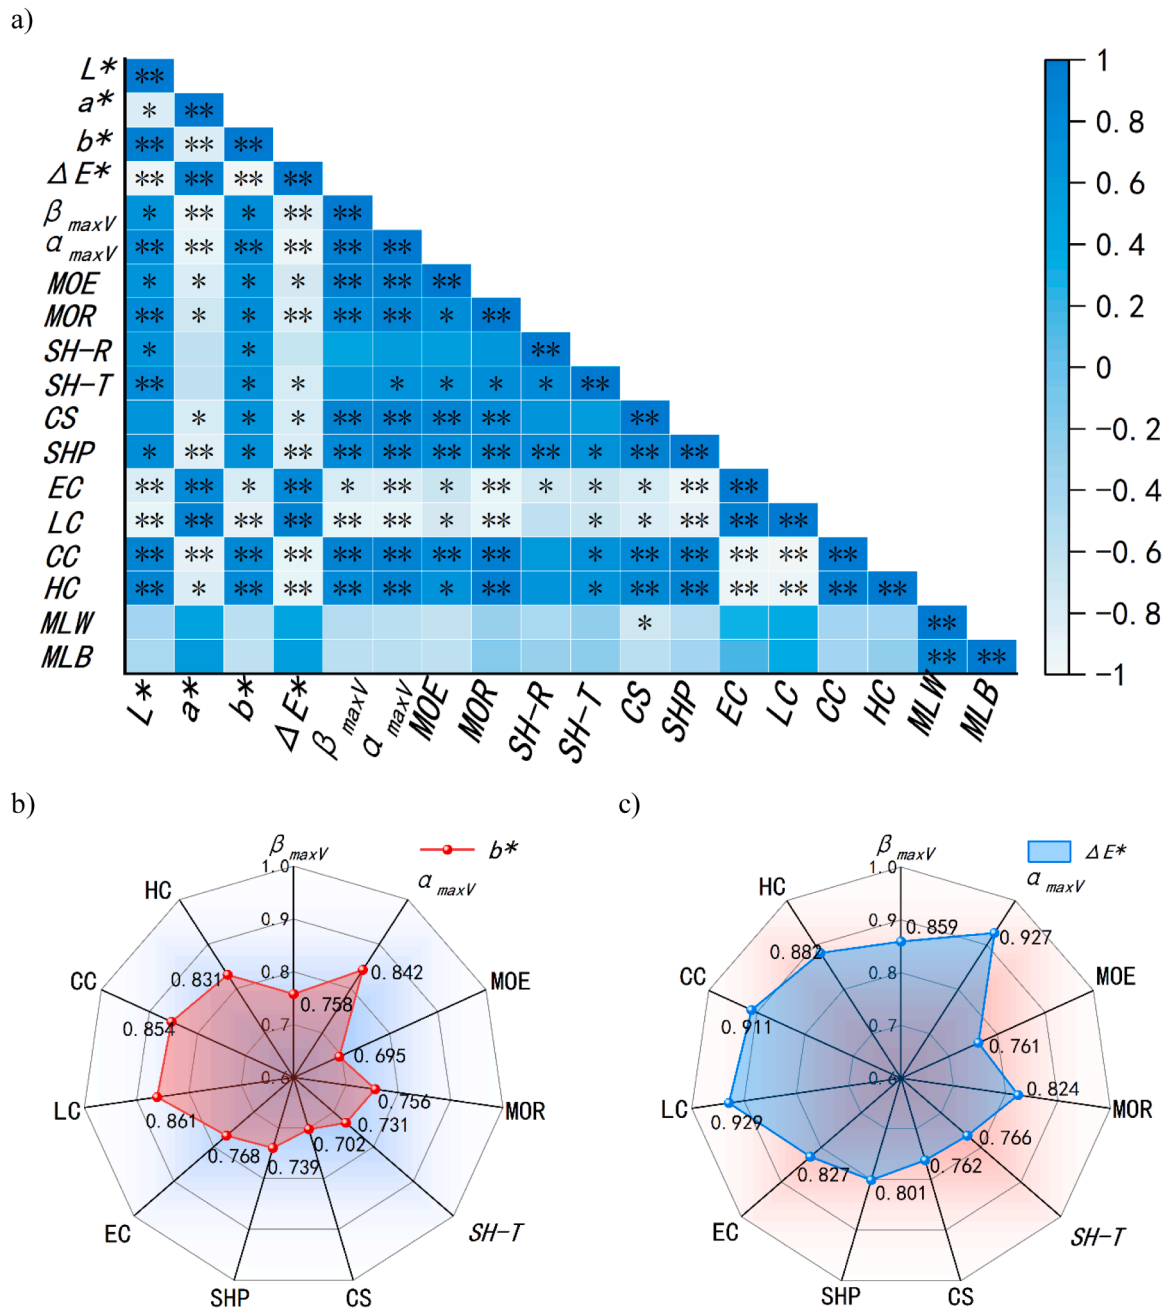 a)
L* ** 1
a* * ** 0.8
b* ** ** ** 0.6
ΔE* ** ** ** **
β maxV * ** * ** ** 0.4
α maxV ** ** ** ** ** **
MOE * * * * ** ** ** 0.2
MOR ** * * ** ** ** * **
SH-R * * ** 0
SH-T ** * * * * * * **
CS * * * ** ** ** ** ** -0.2
SHP * ** * ** ** ** ** ** ** * ** **
EC ** ** * ** * ** * ** * * * ** ** -0.4
LC ** ** ** ** ** ** * ** * * ** ** **
CC ** ** ** ** ** ** ** ** * ** ** ** ** ** -0.6
HC ** * ** ** ** ** * ** * ** ** ** ** ** **
MLW * ** -0.8
MLB ** **
-1
L* a* b* ΔE* β maxV α maxV MOE MOR SH-R SH-T CS SHP EC LC CC HC MLW MLB
b)
β maxV
b*
α maxV
1.0
0.9
0.8
0.7
0.6
HC
CC
LC
EC
SHP
CS
SH-T
MOR
MOE
0.758
0.842
0.695
0.756
0.731
0.702
0.739
0.768
0.861
0.854
0.831
c)
β maxV
ΔE*
α maxV
1.0
0.9
0.8
0.7
0.6
HC
CC
LC
EC
SHP
CS
SH-T
MOR
MOE
0.859
0.927
0.761
0.824
0.766
0.762
0.801
0.827
0.929
0.911
0.882